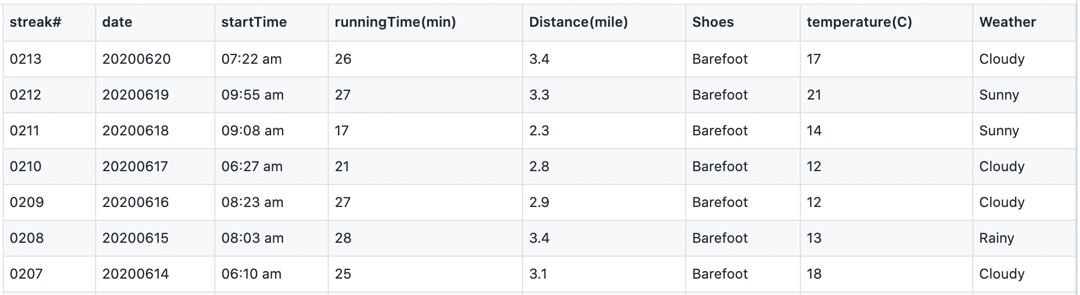 streak# date startTime runningTime(min) Distance(mile) Shoes temperature(C) Weather
0213 20200620 07:22 am 26 3.4 Barefoot 17 Cloudy
0212 20200619 09:55 am 27 3.3 Barefoot 21 Sunny
0211 20200618 09:08 am 17 2.3 Barefoot 14 Sunny
0210 20200617 06:27 am 21 2.8 Barefoot 12 Cloudy
0209 20200616 08:23 am 27 2.9 Barefoot 12 Cloudy
0208 20200615 08:03 am 28 3.4 Barefoot 13 Rainy
0207 20200614 06:10 am 25 3.1 Barefoot 18 Cloudy